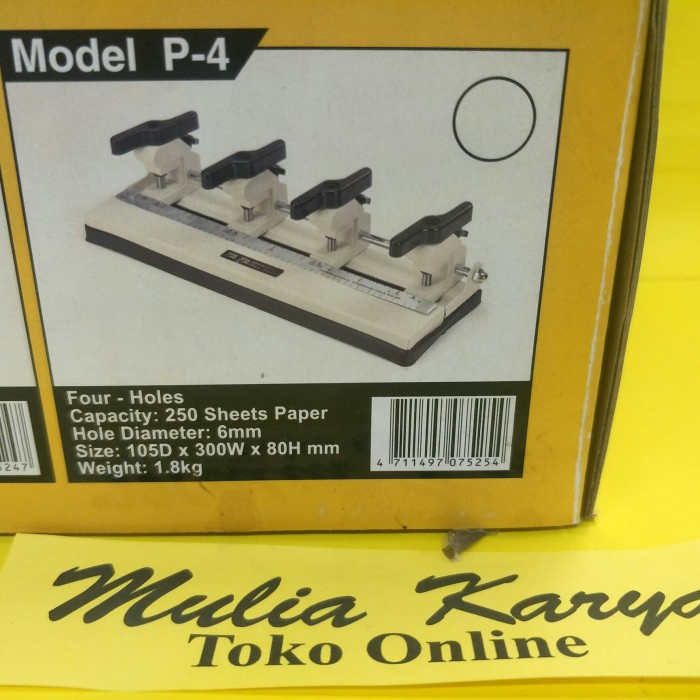 Model P-4
Four - Holes
Capacity: 250 Sheets Paper
Hole Diameter: 6mm
Size: 105D x 300W x 80H mm
Weight: 1.8kg
4 711497 075254
5247
Mulia Karya
Toko Online